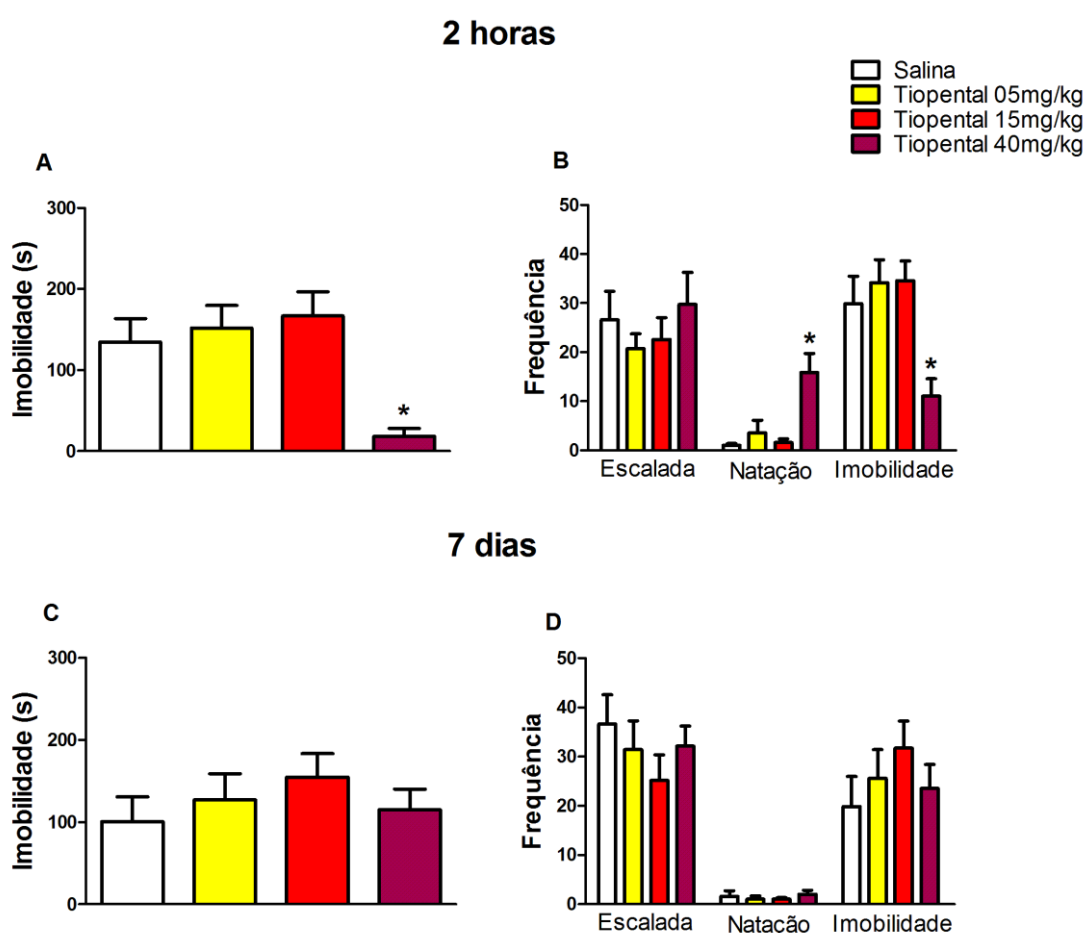 2 horas
Salina
Tiopental 05mg/kg
Tiopental 15mg/kg
Tiopental 40mg/kg
A
Imobilidade (s)
300
200
100
0
*
B
Frequência
50
40
30
20
10
0
*
*
Escalada
Natação
Imobilidade
7 dias
C
Imobilidade (s)
300
200
100
0
D
Frequência
50
40
30
20
10
0
Escalada
Natação
Imobilidade